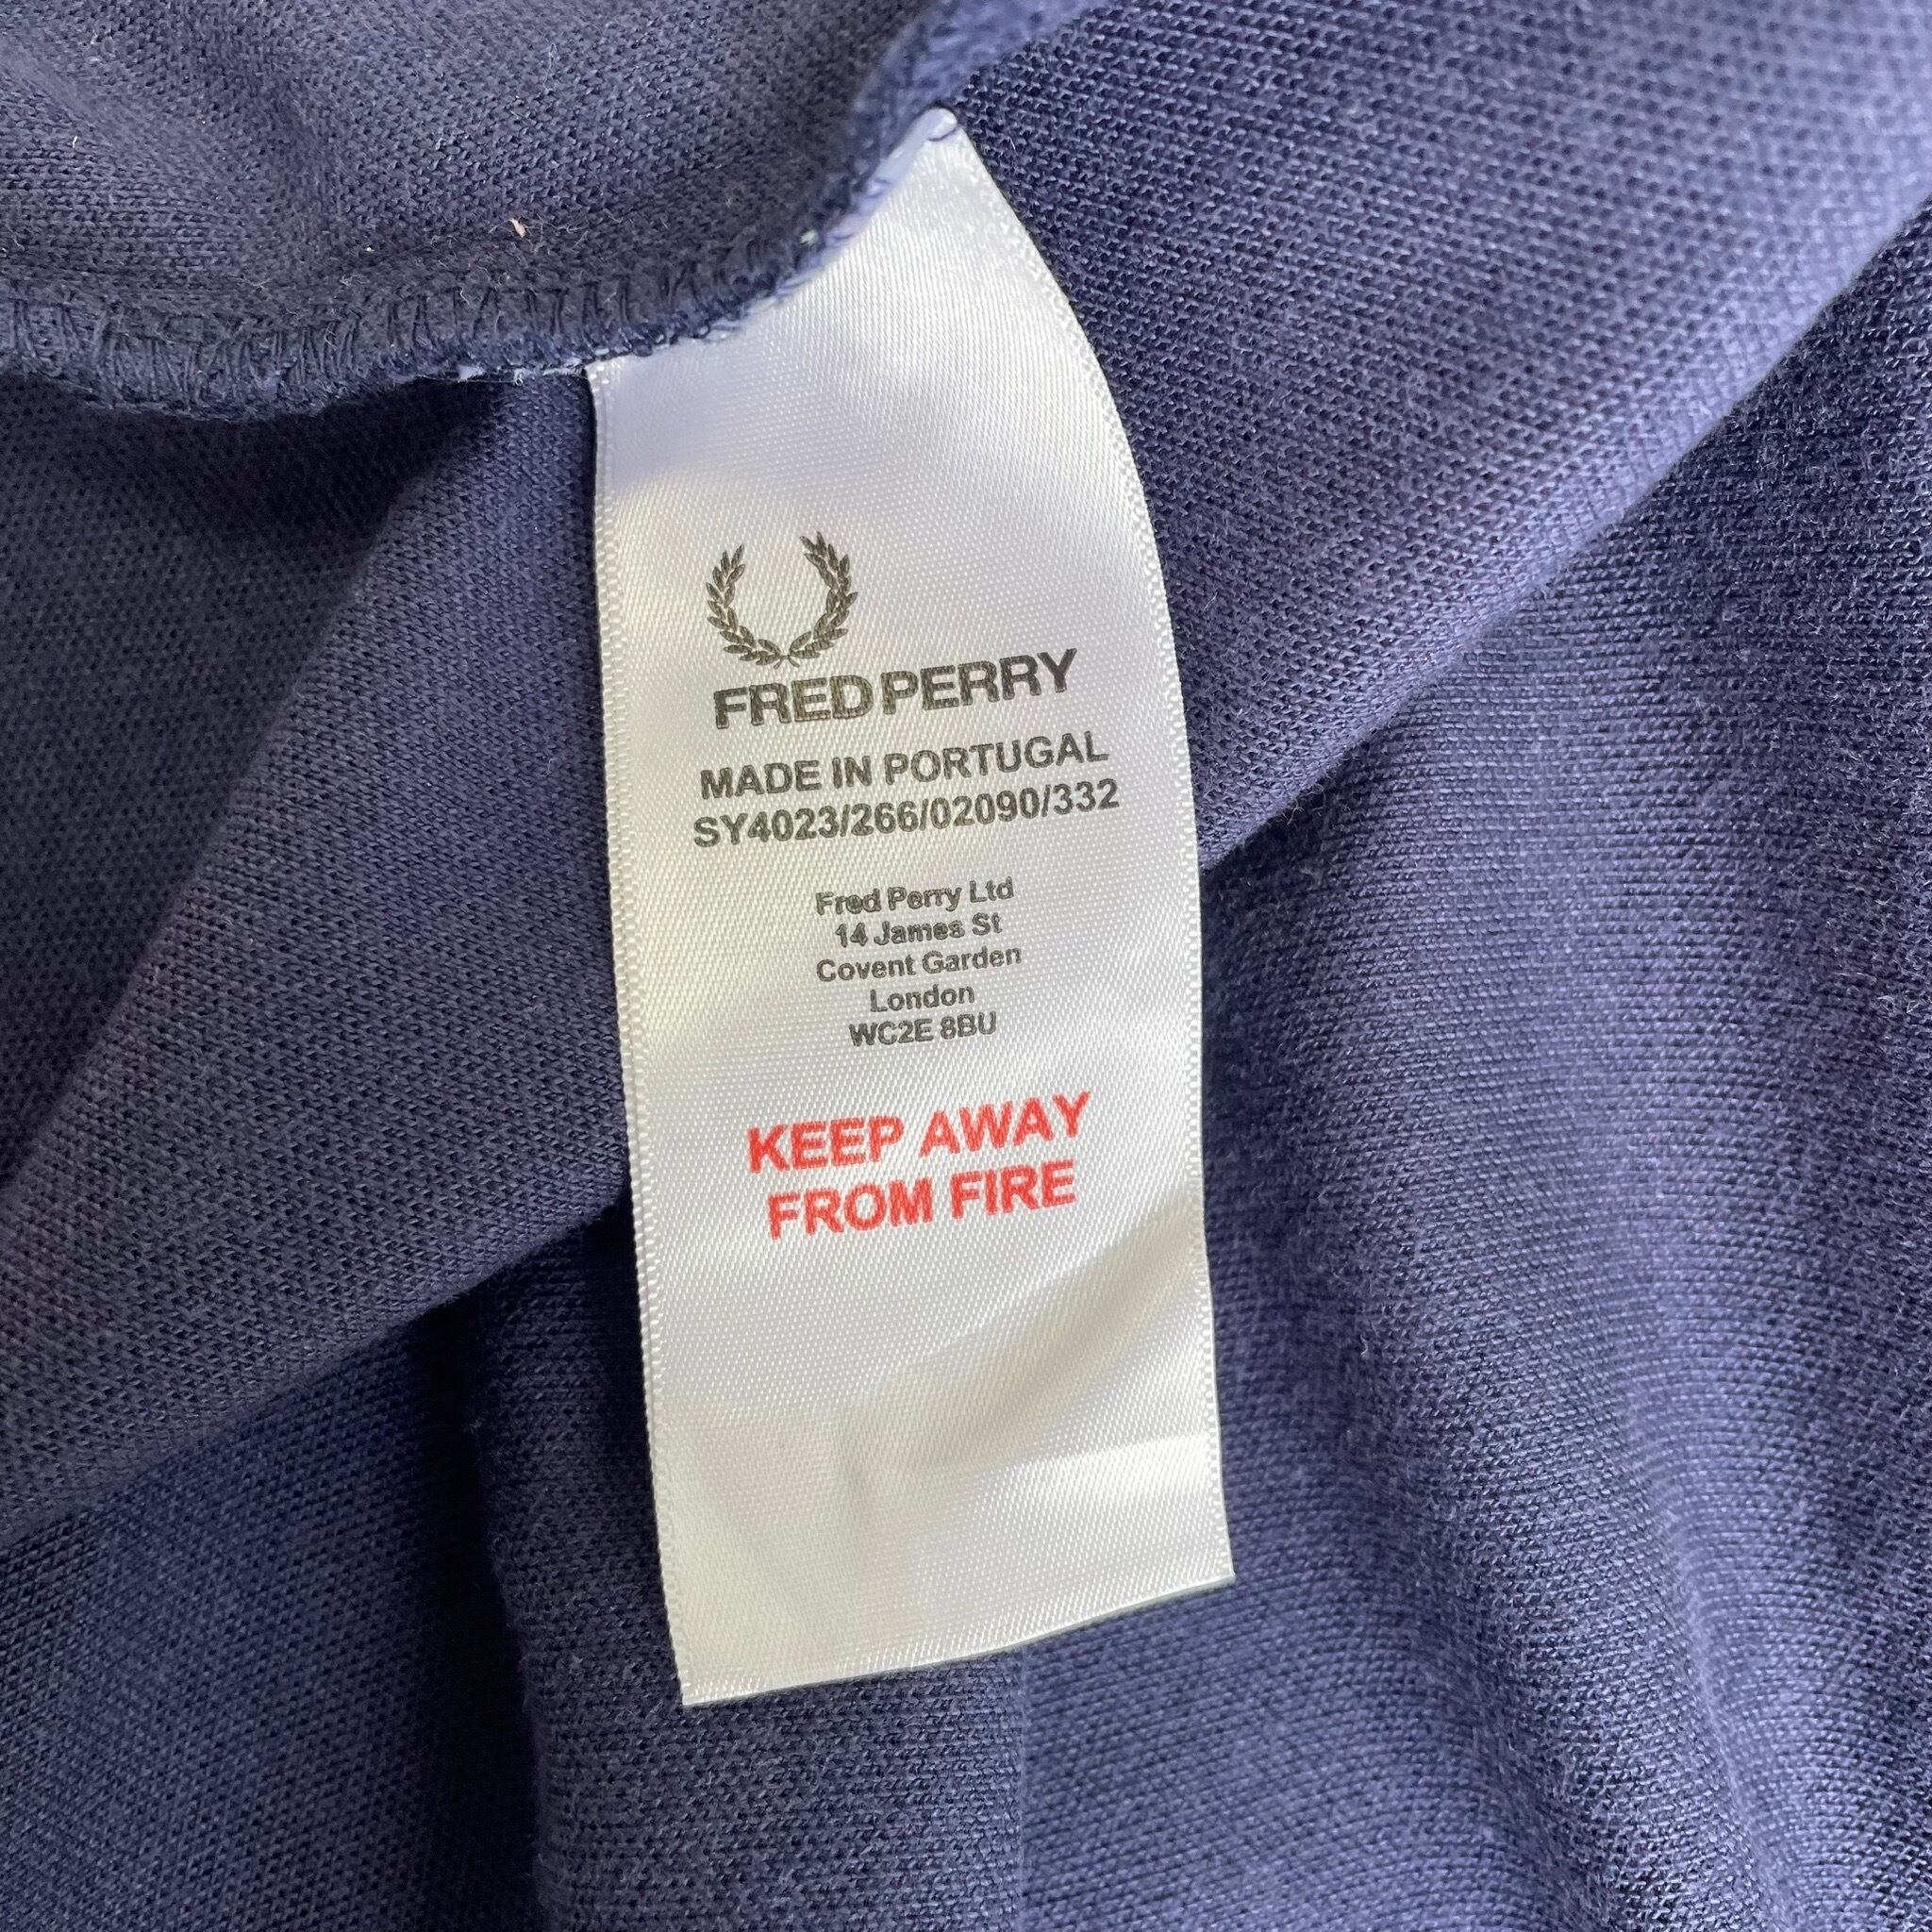 FRED PERRY
MADE IN PORTUGAL
SY4023/266/02090/332
Fred Perry Ltd
14 James St
Covent Garden
London
WC2E 8BU
KEEP AWAY
FROM FIRE